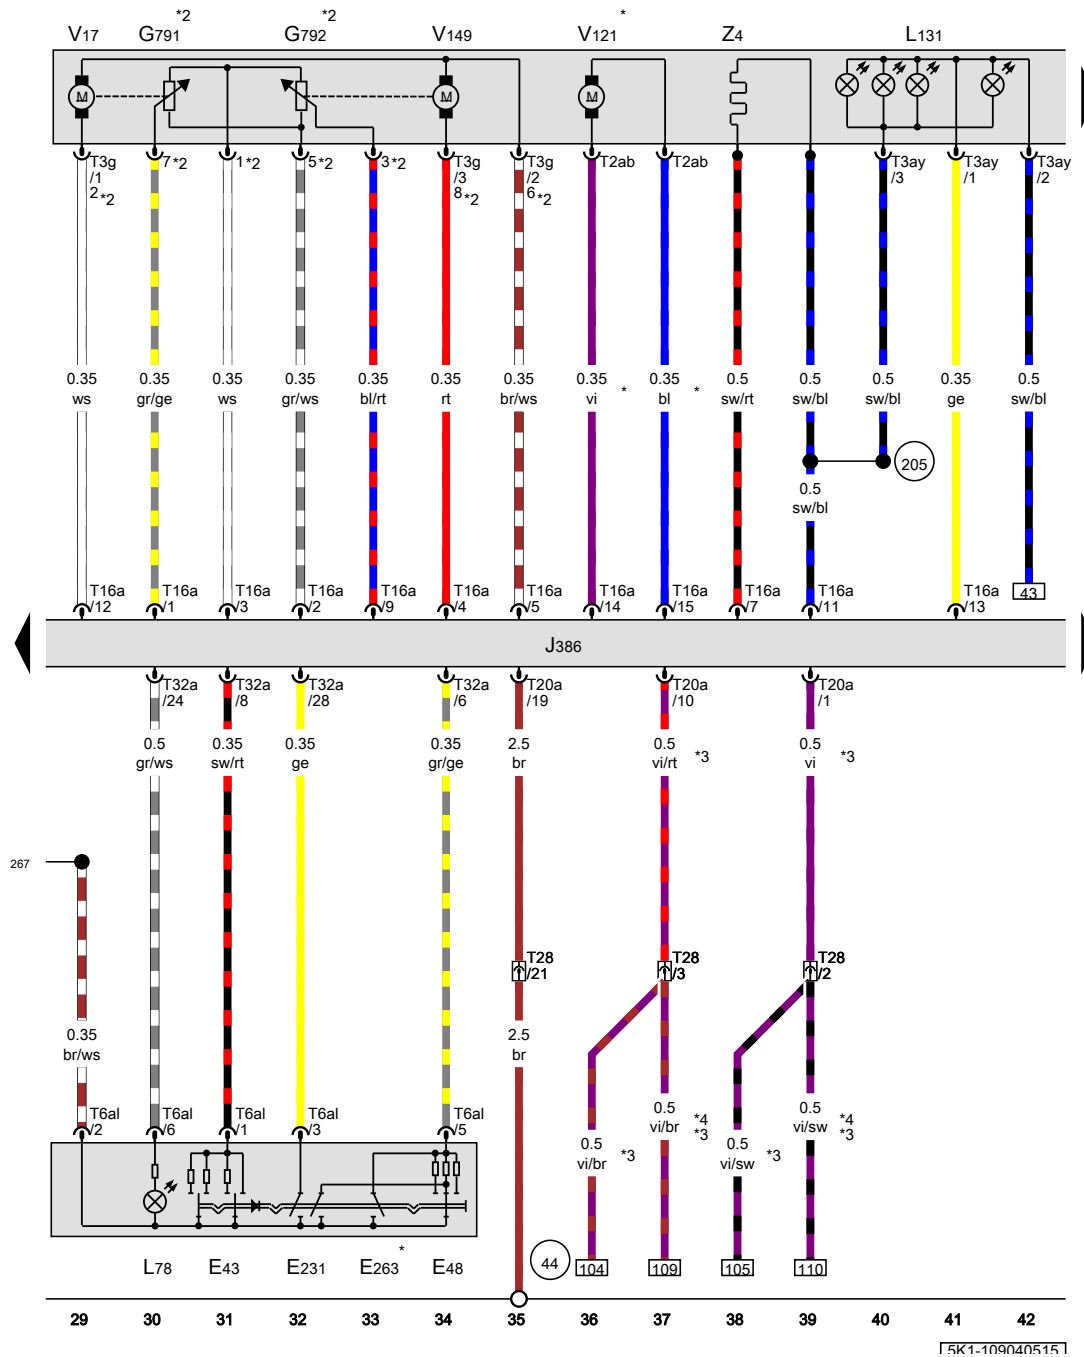 *2 *2 *
V17 G791 G792 V149 V121 Z4 L131
M M M
T3g 7*2 1*2 5*2 3*2 T3g T3g T2ab T2ab T3ay T3ay T3ay
/1 /3 /2 /3 /1 /2
2*2 8*2 6*2
0.35 0.35 0.35 0.35 0.35 0.35 0.35 0.35 * 0.35 * 0.5 0.5 0.5 0.35 0.5
ws gr/ge ws gr/ws bl/rt rt br/ws vi bl sw/rt sw/bl sw/bl ge sw/bl
205
0.5
sw/bl
T16a T16a T16a T16a T16a T16a T16a T16a T16a T16a T16a T16a 43
/12 /1 /3 /2 /9 /4 /5 /14 /15 /7 /11 /13
J386
T32a T32a T32a T32a T20a T20a T20a
/24 /8 /28 /6 /19 /10 /1
0.5 0.35 0.35 0.35 2.5 0.5 0.5
gr/ws sw/rt ge gr/ge br vi/rt *3 vi *3
267
T28 T28 T28
/21 /3 /2
0.35 2.5
br/ws br
T6al T6al T6al T6al T6al 0.5 *4 0.5 *4
/2 /6 /1 /3 /5 vi/br *3 vi/sw *3
0.5 0.5
vi/br *3 vi/sw *3
*
L78 E43 E231 E263 E48 44 104 109 105 110
29 30 31 32 33 34 35 36 37 38 39 40 41 42
5K1-109040515